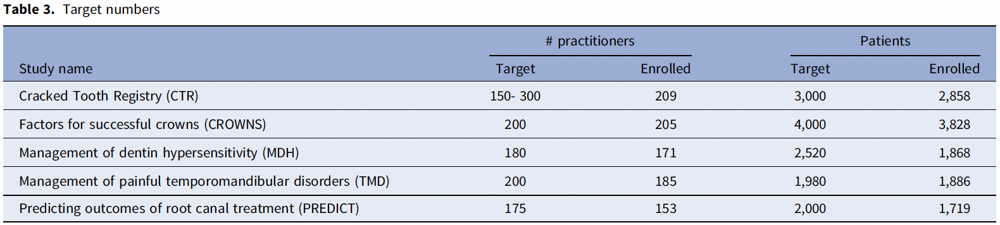 Table 3. Target numbers
# practitioners Patients
Study name Target Enrolled Target Enrolled
Cracked Tooth Registry (CTR) 150- 300 209 3,000 2,858
Factors for successful crowns (CROWNS) 200 205 4,000 3,828
Management of dentin hypersensitivity (MDH) 180 171 2,520 1,868
Management of painful temporomandibular disorders (TMD) 200 185 1,980 1,886
Predicting outcomes of root canal treatment (PREDICT) 175 153 2,000 1,719